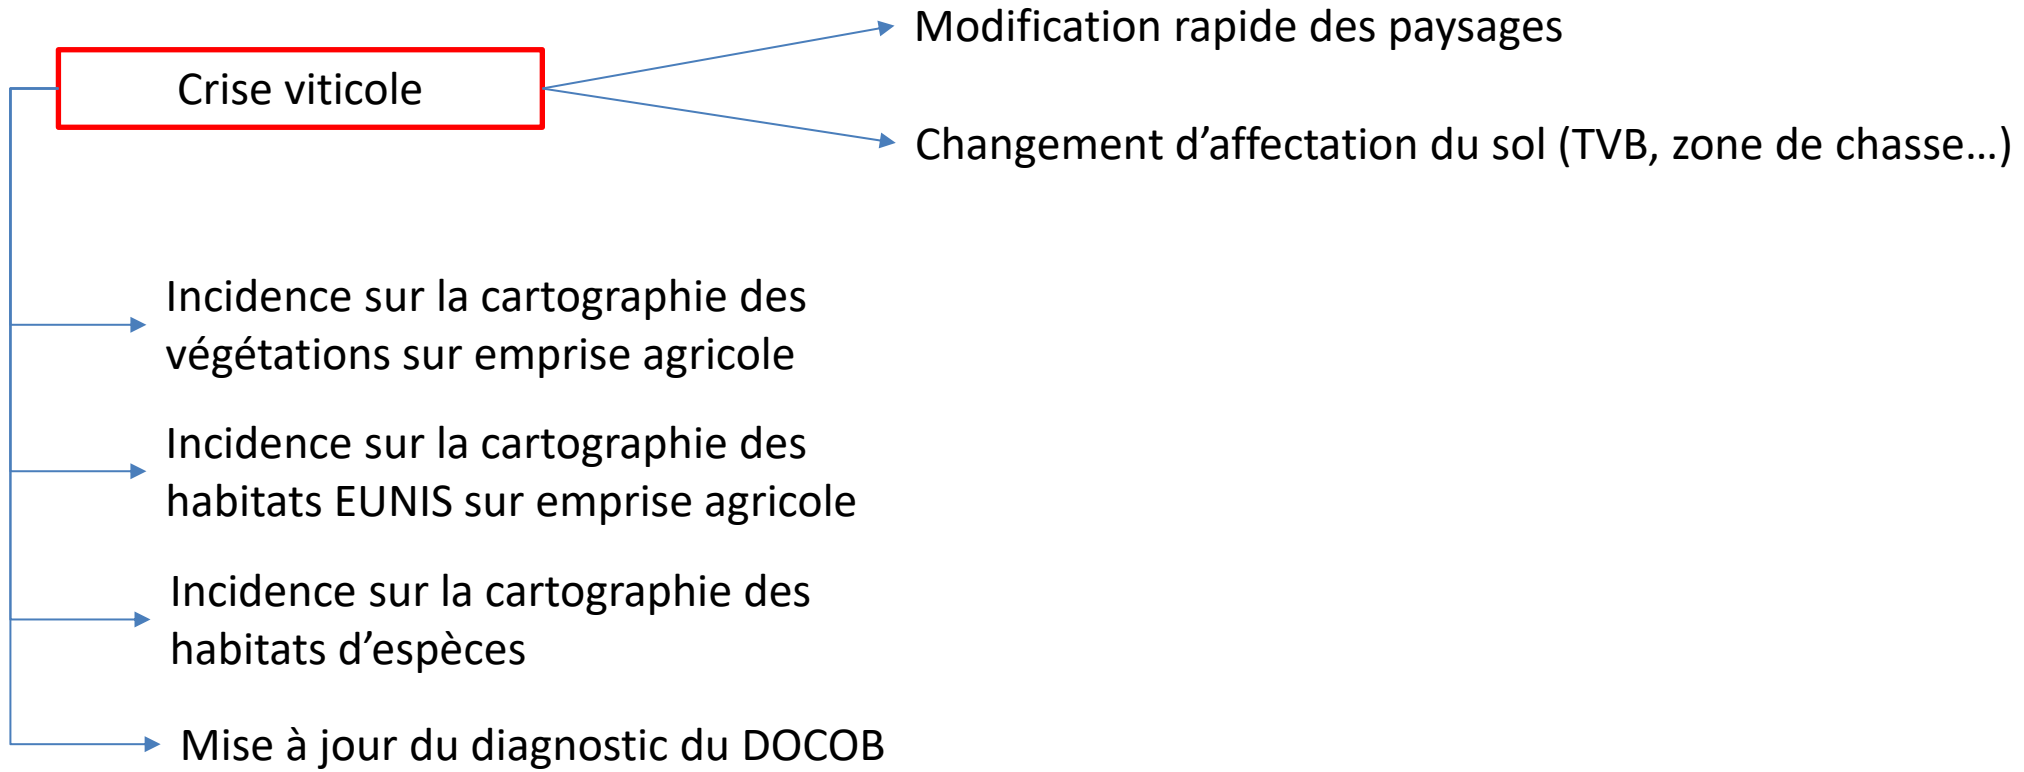 Modification rapide des paysages
Crise viticole
Changement d’affectation du sol (TVB, zone de chasse…)
Incidence sur la cartographie des
végétations sur emprise agricole
Incidence sur la cartographie des
habitats EUNIS sur emprise agricole
Incidence sur la cartographie des
habitats d’espèces
Mise à jour du diagnostic du DOCOB